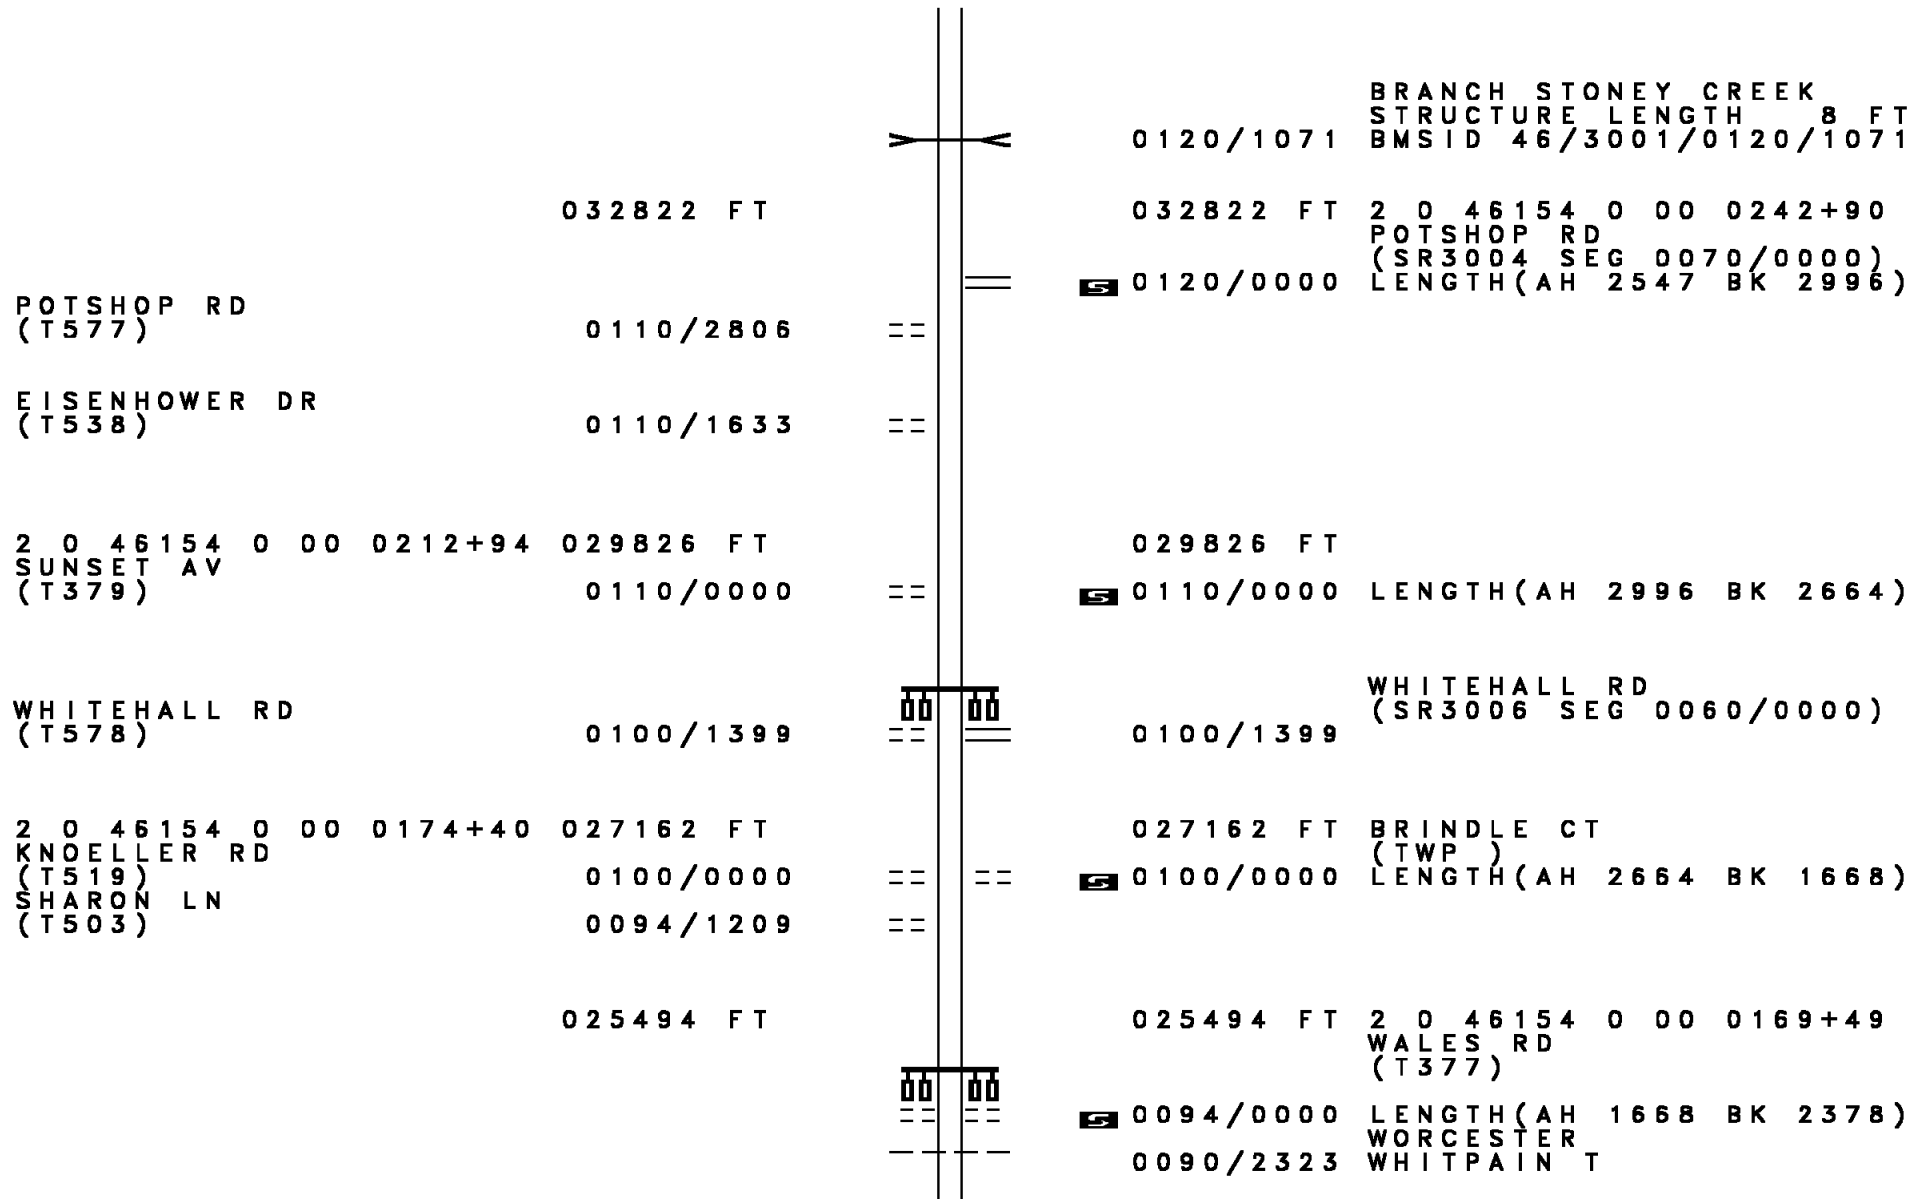 BRANCH STONEY CREEK
STRUCTURE LENGTH 8 FT
0120/1071 BMSID 46/3001/0120/1071
032822 FT 032822 FT 2 0 46154 0 00 0242+90
POTSHOP RD
(SR3004 SEG 0070/0000)
S 0120/0000 LENGTH(AH 2547 BK 2996)
POTSHOP RD
(T577) 0110/2806
EISENHOWER DR
(T538) 0110/1633
2 0 46154 0 00 0212+94 029826 FT 029826 FT
SUNSET AV
(T379) 0110/0000 S 0110/0000 LENGTH(AH 2996 BK 2664)
WHITEHALL RD
WHITEHALL RD (SR3006 SEG 0060/0000)
(T578) 0100/1399 0100/1399
2 0 46154 0 00 0174+40 027162 FT 027162 FT BRINDLE CT
KNOELLER RD (TWP )
(T519) 0100/0000 S 0100/0000 LENGTH(AH 2664 BK 1668)
SHARON LN
(T503) 0094/1209
025494 FT 025494 FT 2 0 46154 0 00 0169+49
WALES RD
(T377)
S 0094/0000 LENGTH(AH 1668 BK 2378)
WORCESTER
0090/2323 WHITPAIN T